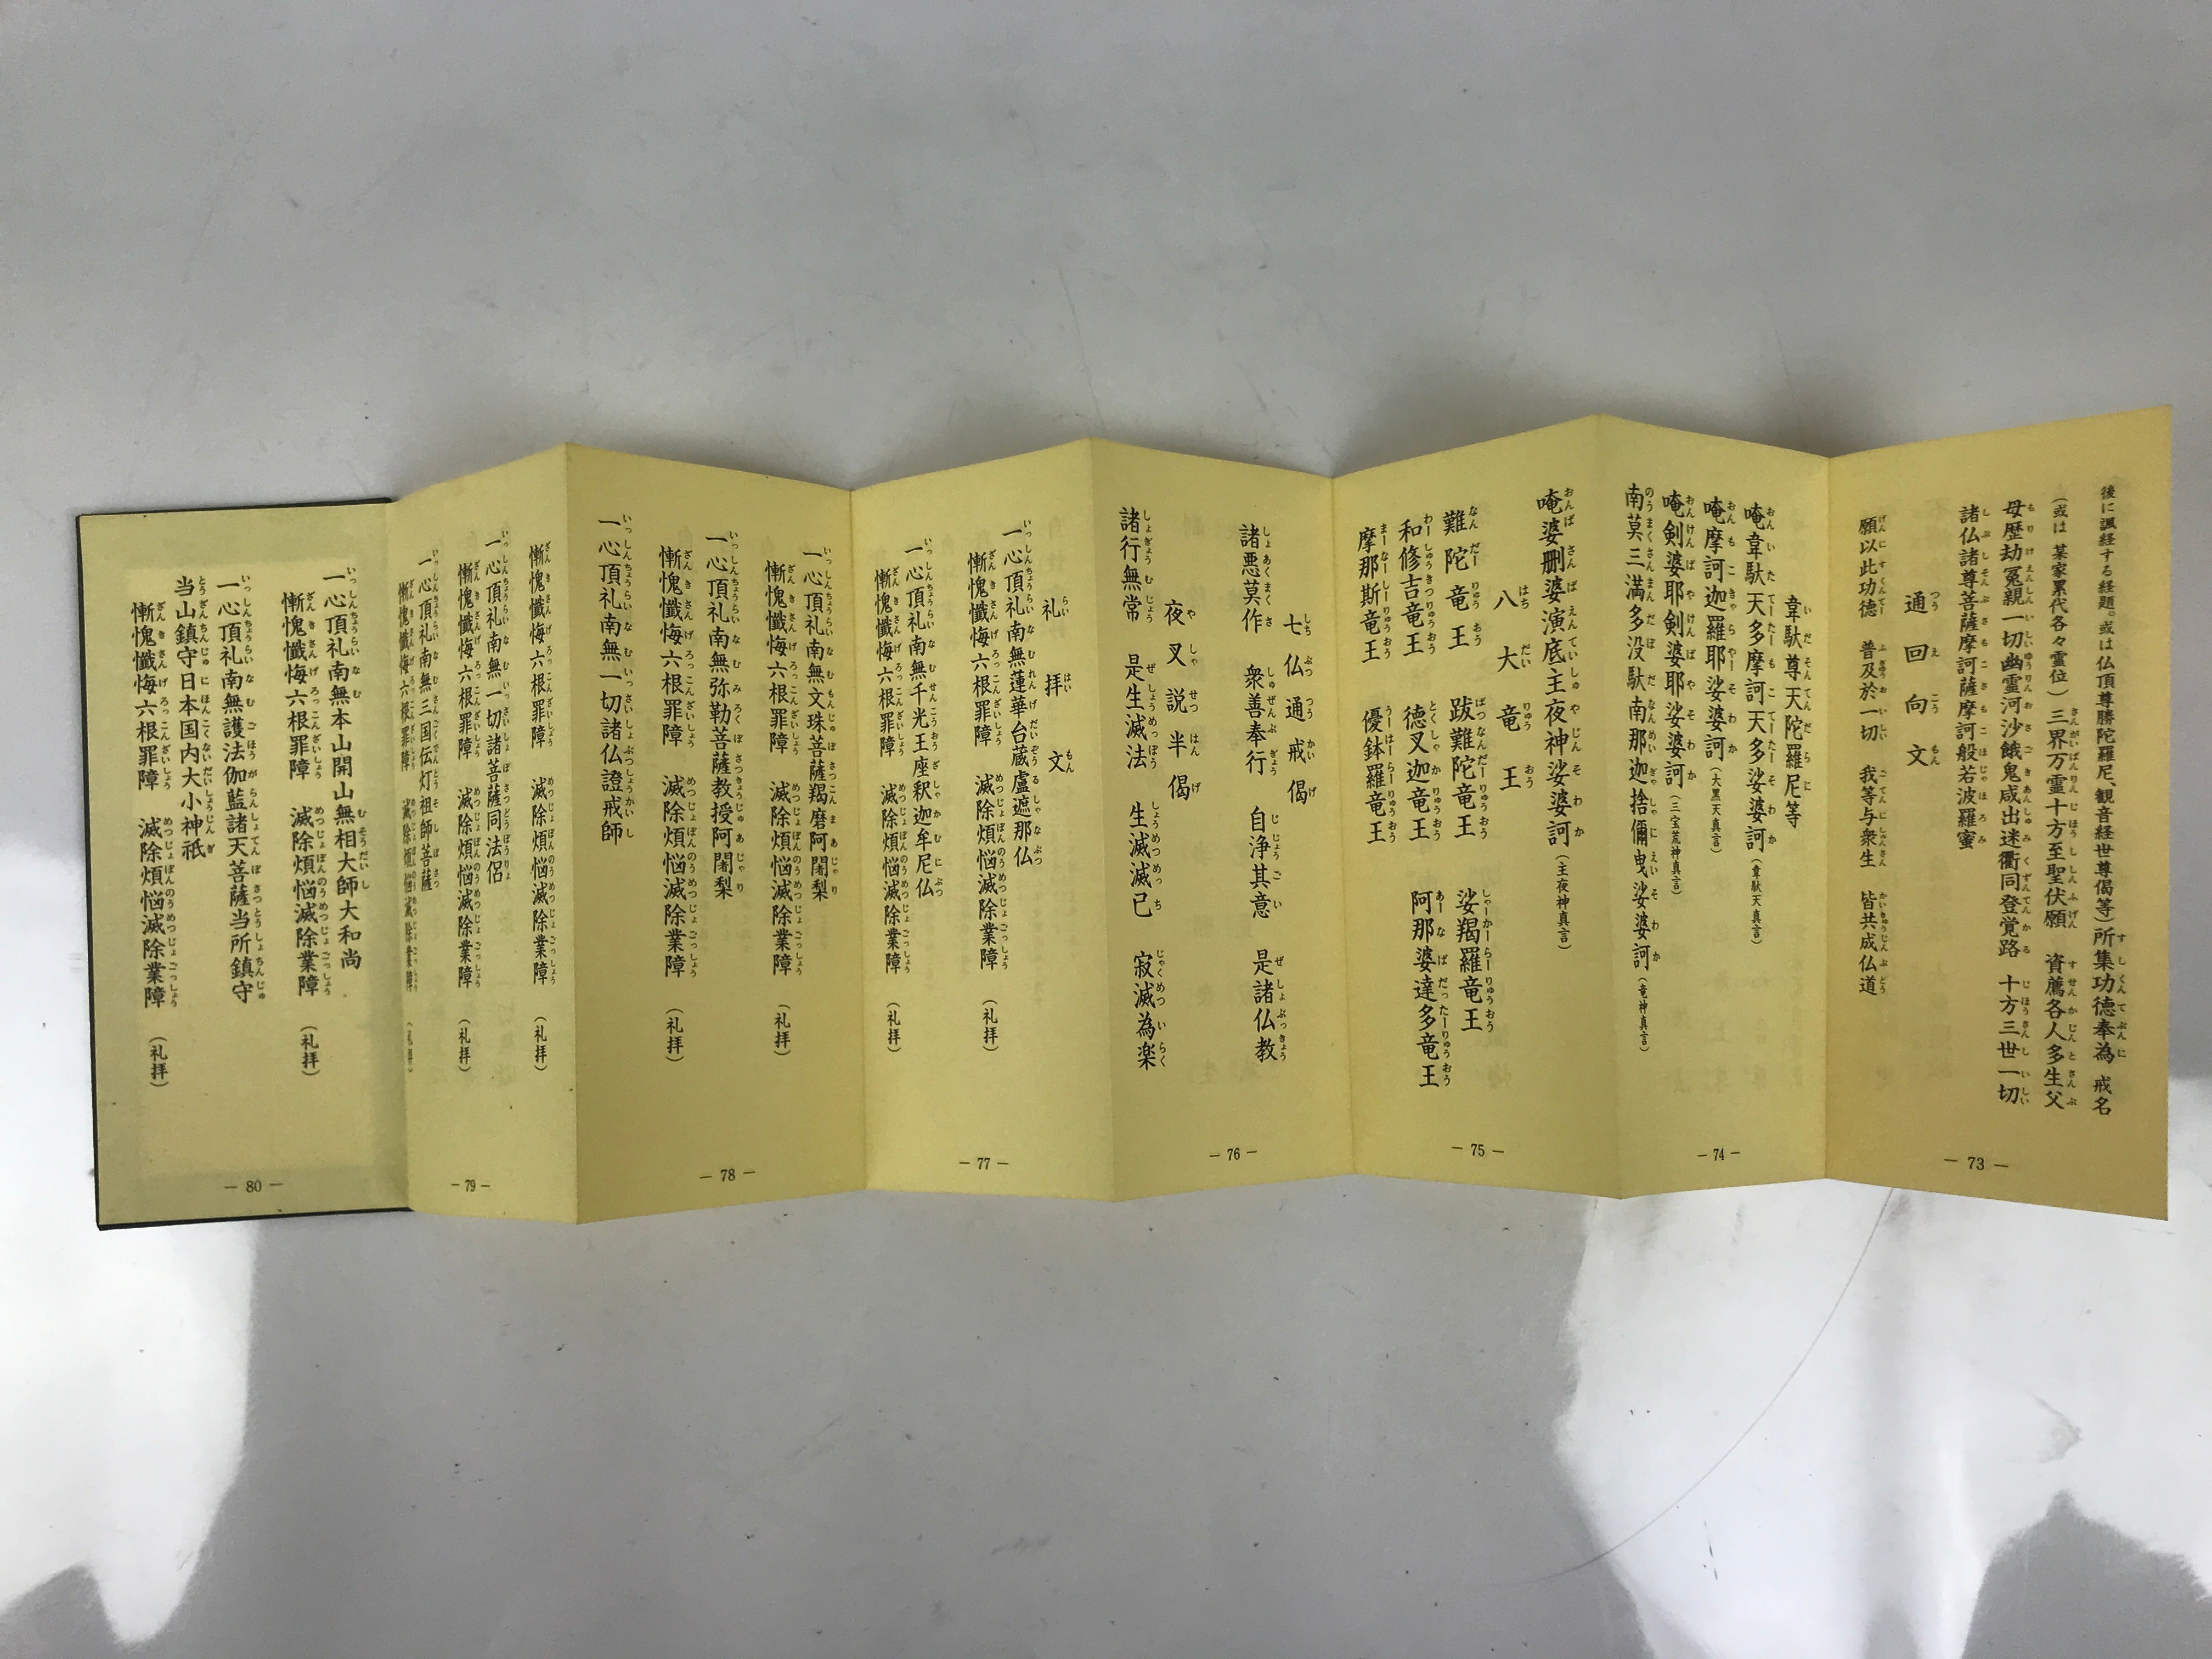 後に諷経する経題。或は仏頂尊勝陀羅尼、観音経世尊偈等）所集功徳奉為 戒名
（或は 某家累代各々霊位）三界万霊十方至聖伏願 資薦各人多生父
母歴劫冤親一切幽霊河沙餓鬼咸出迷衢同登覚路 十方三世一切
諸仏諸尊菩薩摩訶薩摩訶般若波羅蜜
通回向文
願以此功徳 普及於一切 我等与衆生 皆共成仏道
— 73 —
韋馱尊天陀羅尼等
唵韋馱天多摩訶天多娑婆訶（韋馱天真言）
唵摩訶迦羅耶娑婆訶（大黒天真言）
唵剣婆耶剣婆耶娑婆訶（三宝荒神真言）
南莫三満多没馱南那迦捨儞曳娑婆訶（竜神真言）
— 74 —
唵婆刪婆演底主夜神娑婆訶（主夜神真言）
八大竜王
難陀竜王 跋難陀竜王 娑羯羅竜王
和修吉竜王 徳叉迦竜王 阿那婆達多竜王
摩那斯竜王 優鉢羅竜王
— 75 —
七仏通戒偈
諸悪莫作 衆善奉行 自浄其意 是諸仏教
夜叉説半偈
諸行無常 是生滅法 生滅滅已 寂滅為楽
— 76 —
礼拝文
一心頂礼南無蓮華台蔵盧遮那仏
慚愧懺悔六根罪障 滅除煩悩滅除業障（礼拝）
一心頂礼南無千光王座釈迦牟尼仏
慚愧懺悔六根罪障 滅除煩悩滅除業障（礼拝）
— 77 —
一心頂礼南無文珠菩薩羯磨阿闍梨
慚愧懺悔六根罪障 滅除煩悩滅除業障（礼拝）
一心頂礼南無弥勒菩薩教授阿闍梨
慚愧懺悔六根罪障 滅除煩悩滅除業障（礼拝）
一心頂礼南無一切諸仏證戒師
— 78 —
慚愧懺悔六根罪障 滅除煩悩滅除業障（礼拝）
一心頂礼南無一切諸菩薩同法侶
慚愧懺悔六根罪障 滅除煩悩滅除業障（礼拝）
一心頂礼南無三国伝灯祖師菩薩
慚愧懺悔六根罪障 滅除煩悩滅除業障（礼拝）
— 79 —
一心頂礼南無本山開山無相大師大和尚
慚愧懺悔六根罪障 滅除煩悩滅除業障（礼拝）
一心頂礼南無護法伽藍諸天菩薩当所鎮守
当山鎮守日本国内大小神祇
慚愧懺悔六根罪障 滅除煩悩滅除業障（礼拝）
— 80 —